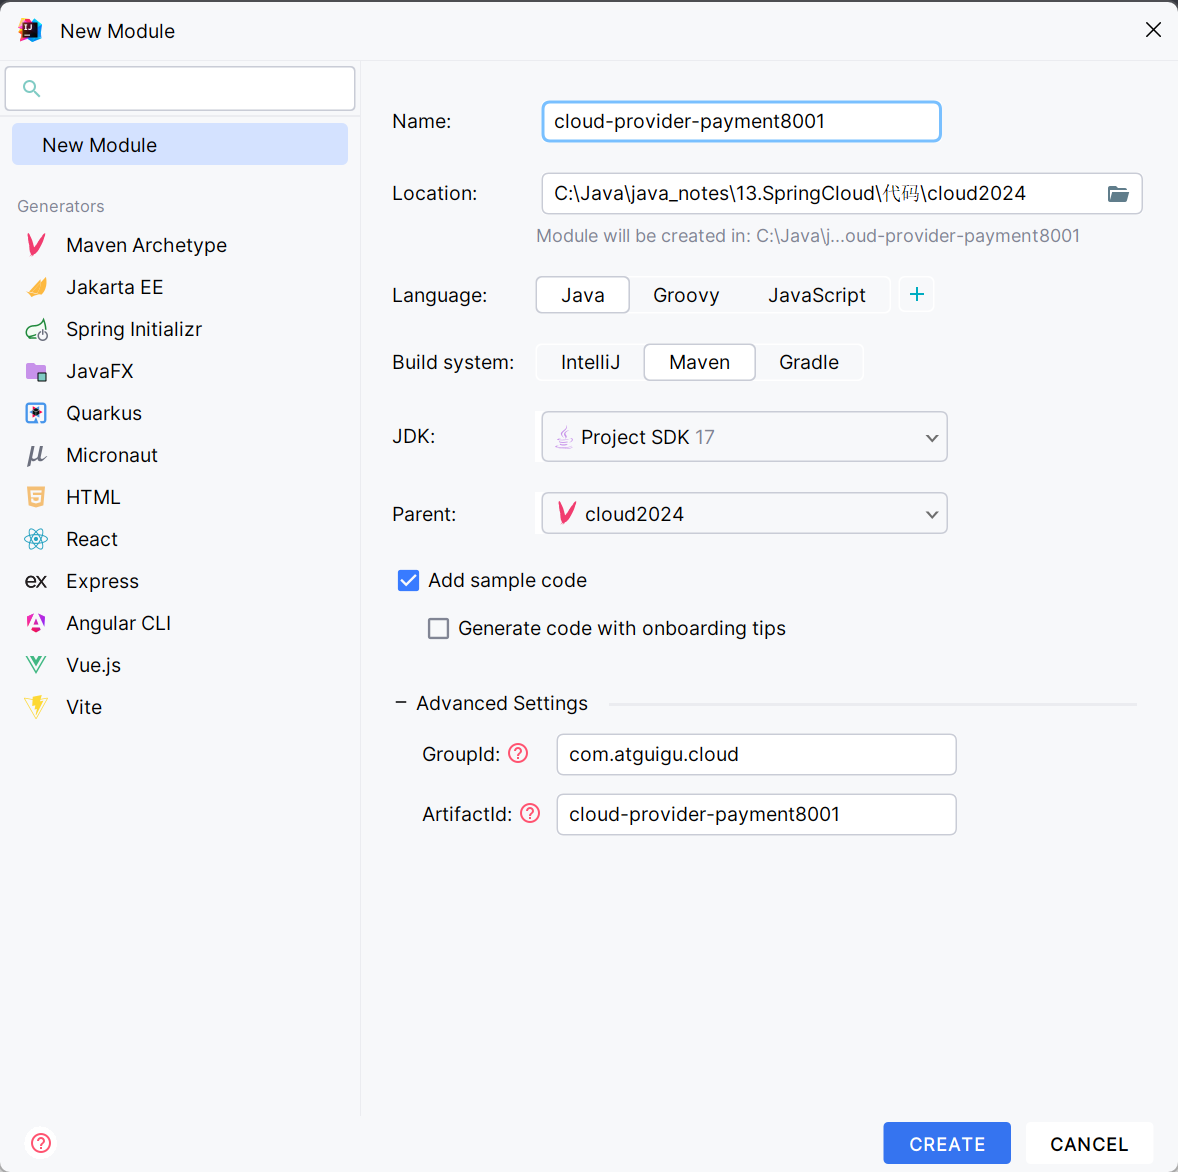 New Module
New Module
Generators
Maven Archetype
Jakarta EE
Spring Initializr
JavaFX
Quarkus
Micronaut
HTML
React
Express
Angular CLI
Vue.js
Vite
Name: cloud-provider-payment8001
Location: C:\Java\java_notes\13.SpringCloud\代码\cloud2024
Module will be created in: C:\Java\j...oud-provider-payment8001
Language: Java Groovy JavaScript +
Build system: IntelliJ Maven Gradle
JDK: Project SDK 17
Parent: cloud2024
Add sample code
Generate code with onboarding tips
Advanced Settings
GroupId: com.atguigu.cloud
ArtifactId: cloud-provider-payment8001
CREATE CANCEL